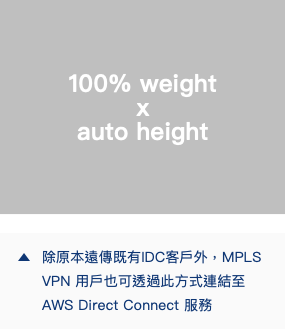 100% weight
x
auto height
▲ 除原本遠傳既有IDC客戶外，MPLS
VPN 用戶也可透過此方式連結至
AWS Direct Connect 服務